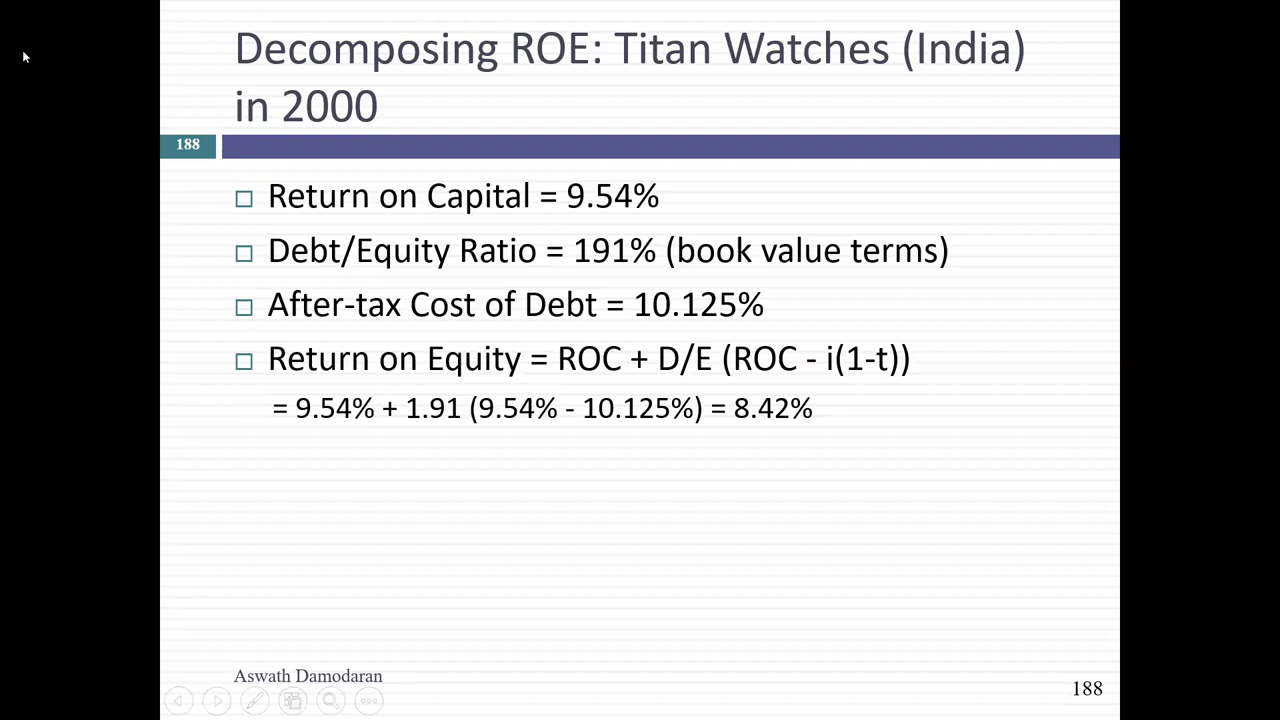 Decomposing ROE: Titan Watches (India)
in 2000
188
Return on Capital = 9.54%
Debt/Equity Ratio = 191% (book value terms)
After-tax Cost of Debt = 10.125%
Return on Equity = ROC + D/E (ROC - i(1-t))
= 9.54% + 1.91 (9.54% - 10.125%) = 8.42%
Aswath Damodaran
188